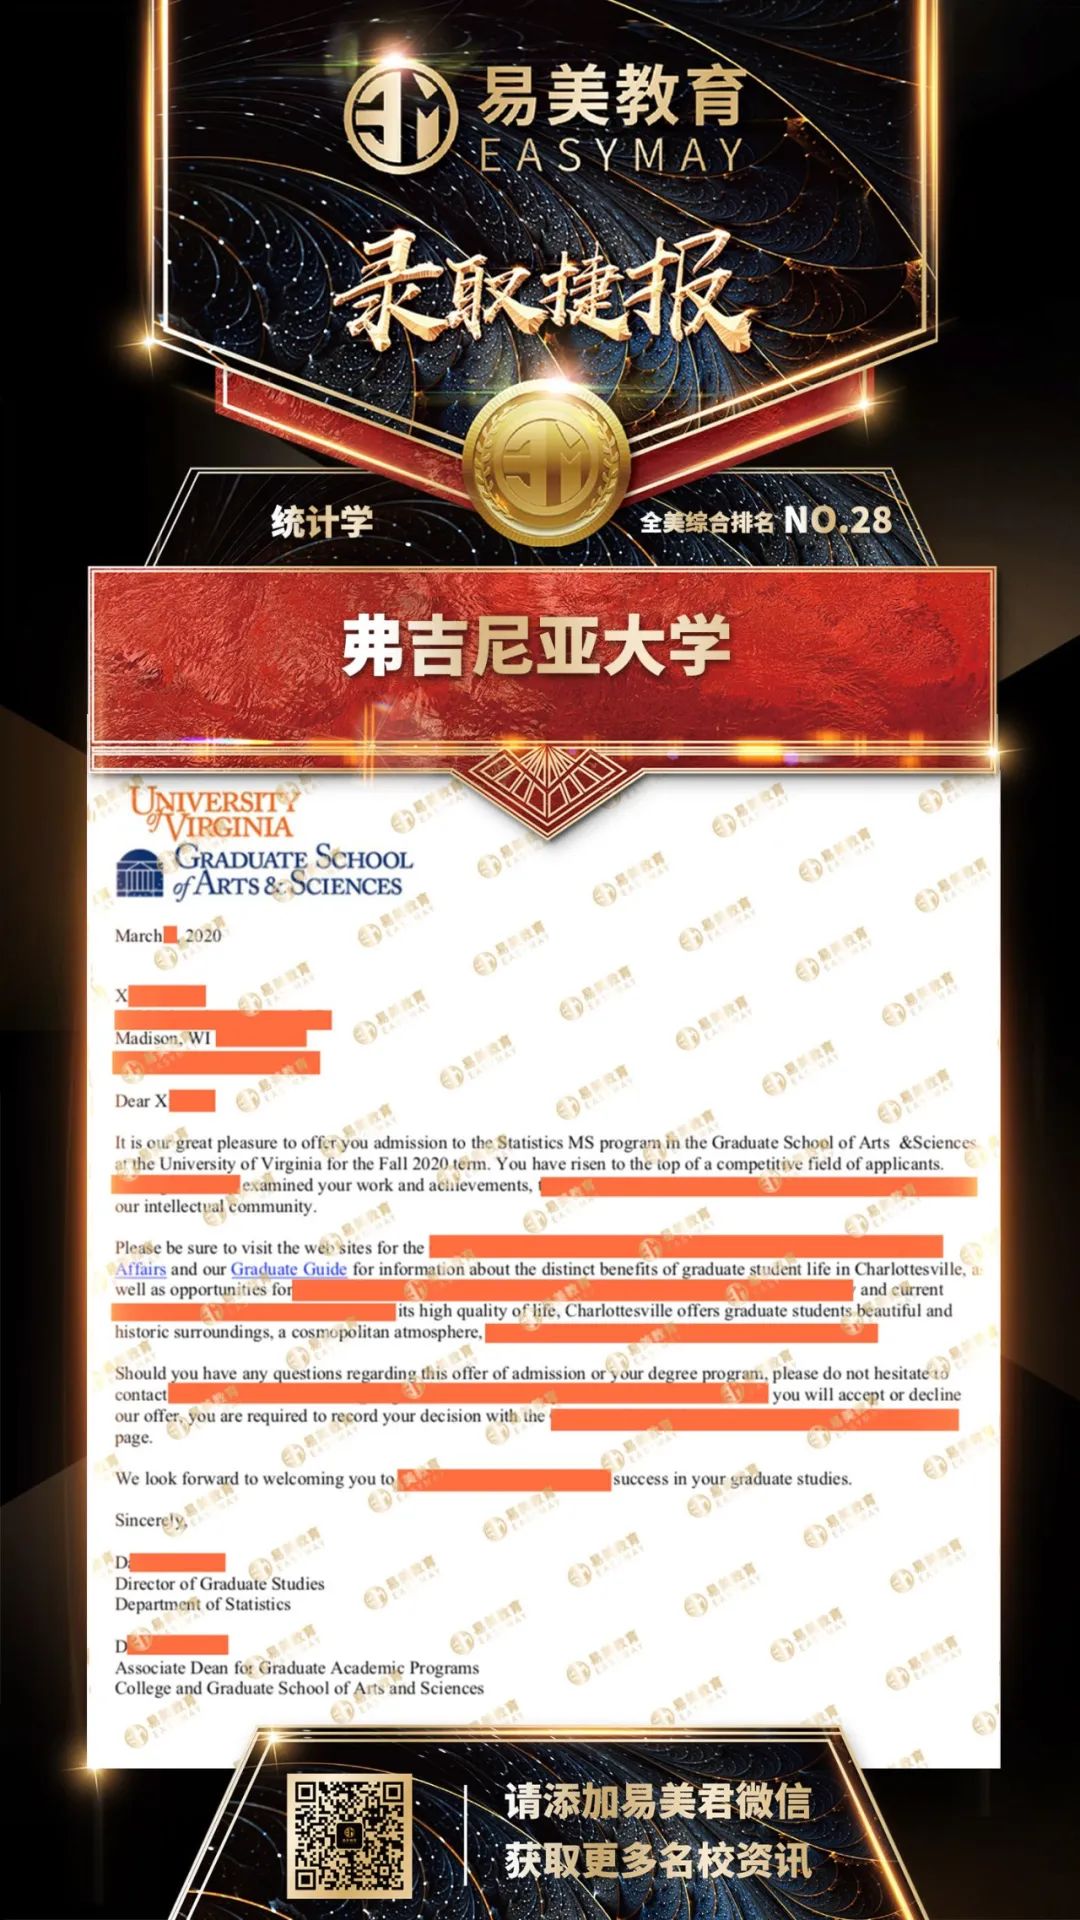 易美教育
EASYMAY
录取捷报
统计学
全美综合排名 NO.28
弗吉尼亚大学
UNIVERSITY
of VIRGINIA
GRADUATE SCHOOL
of ARTS & SCIENCES
March , 2020
X
Madison, WI
Dear X
It is our great pleasure to offer you admission to the Statistics MS program in the Graduate School of Arts &Sciences
at the University of Virginia for the Fall 2020 term. You have risen to the top of a competitive field of applicants.
examined your work and achievements,
our intellectual community.
Please be sure to visit the web sites for the
Affairs and our Graduate Guide for information about the distinct benefits of graduate student life in Charlottesville,
well as opportunities for and current
its high quality of life, Charlottesville offers graduate students beautiful and
historic surroundings, a cosmopolitan atmosphere,
Should you have any questions regarding this offer of admission or your degree program, please do not hesitate to
contact you will accept or decline
our offer, you are required to record your decision with the
page.
We look forward to welcoming you to success in your graduate studies.
Sincerely,
D
Director of Graduate Studies
Department of Statistics
D
Associate Dean for Graduate Academic Programs
College and Graduate School of Arts and Sciences
请添加易美君微信
获取更多名校资讯